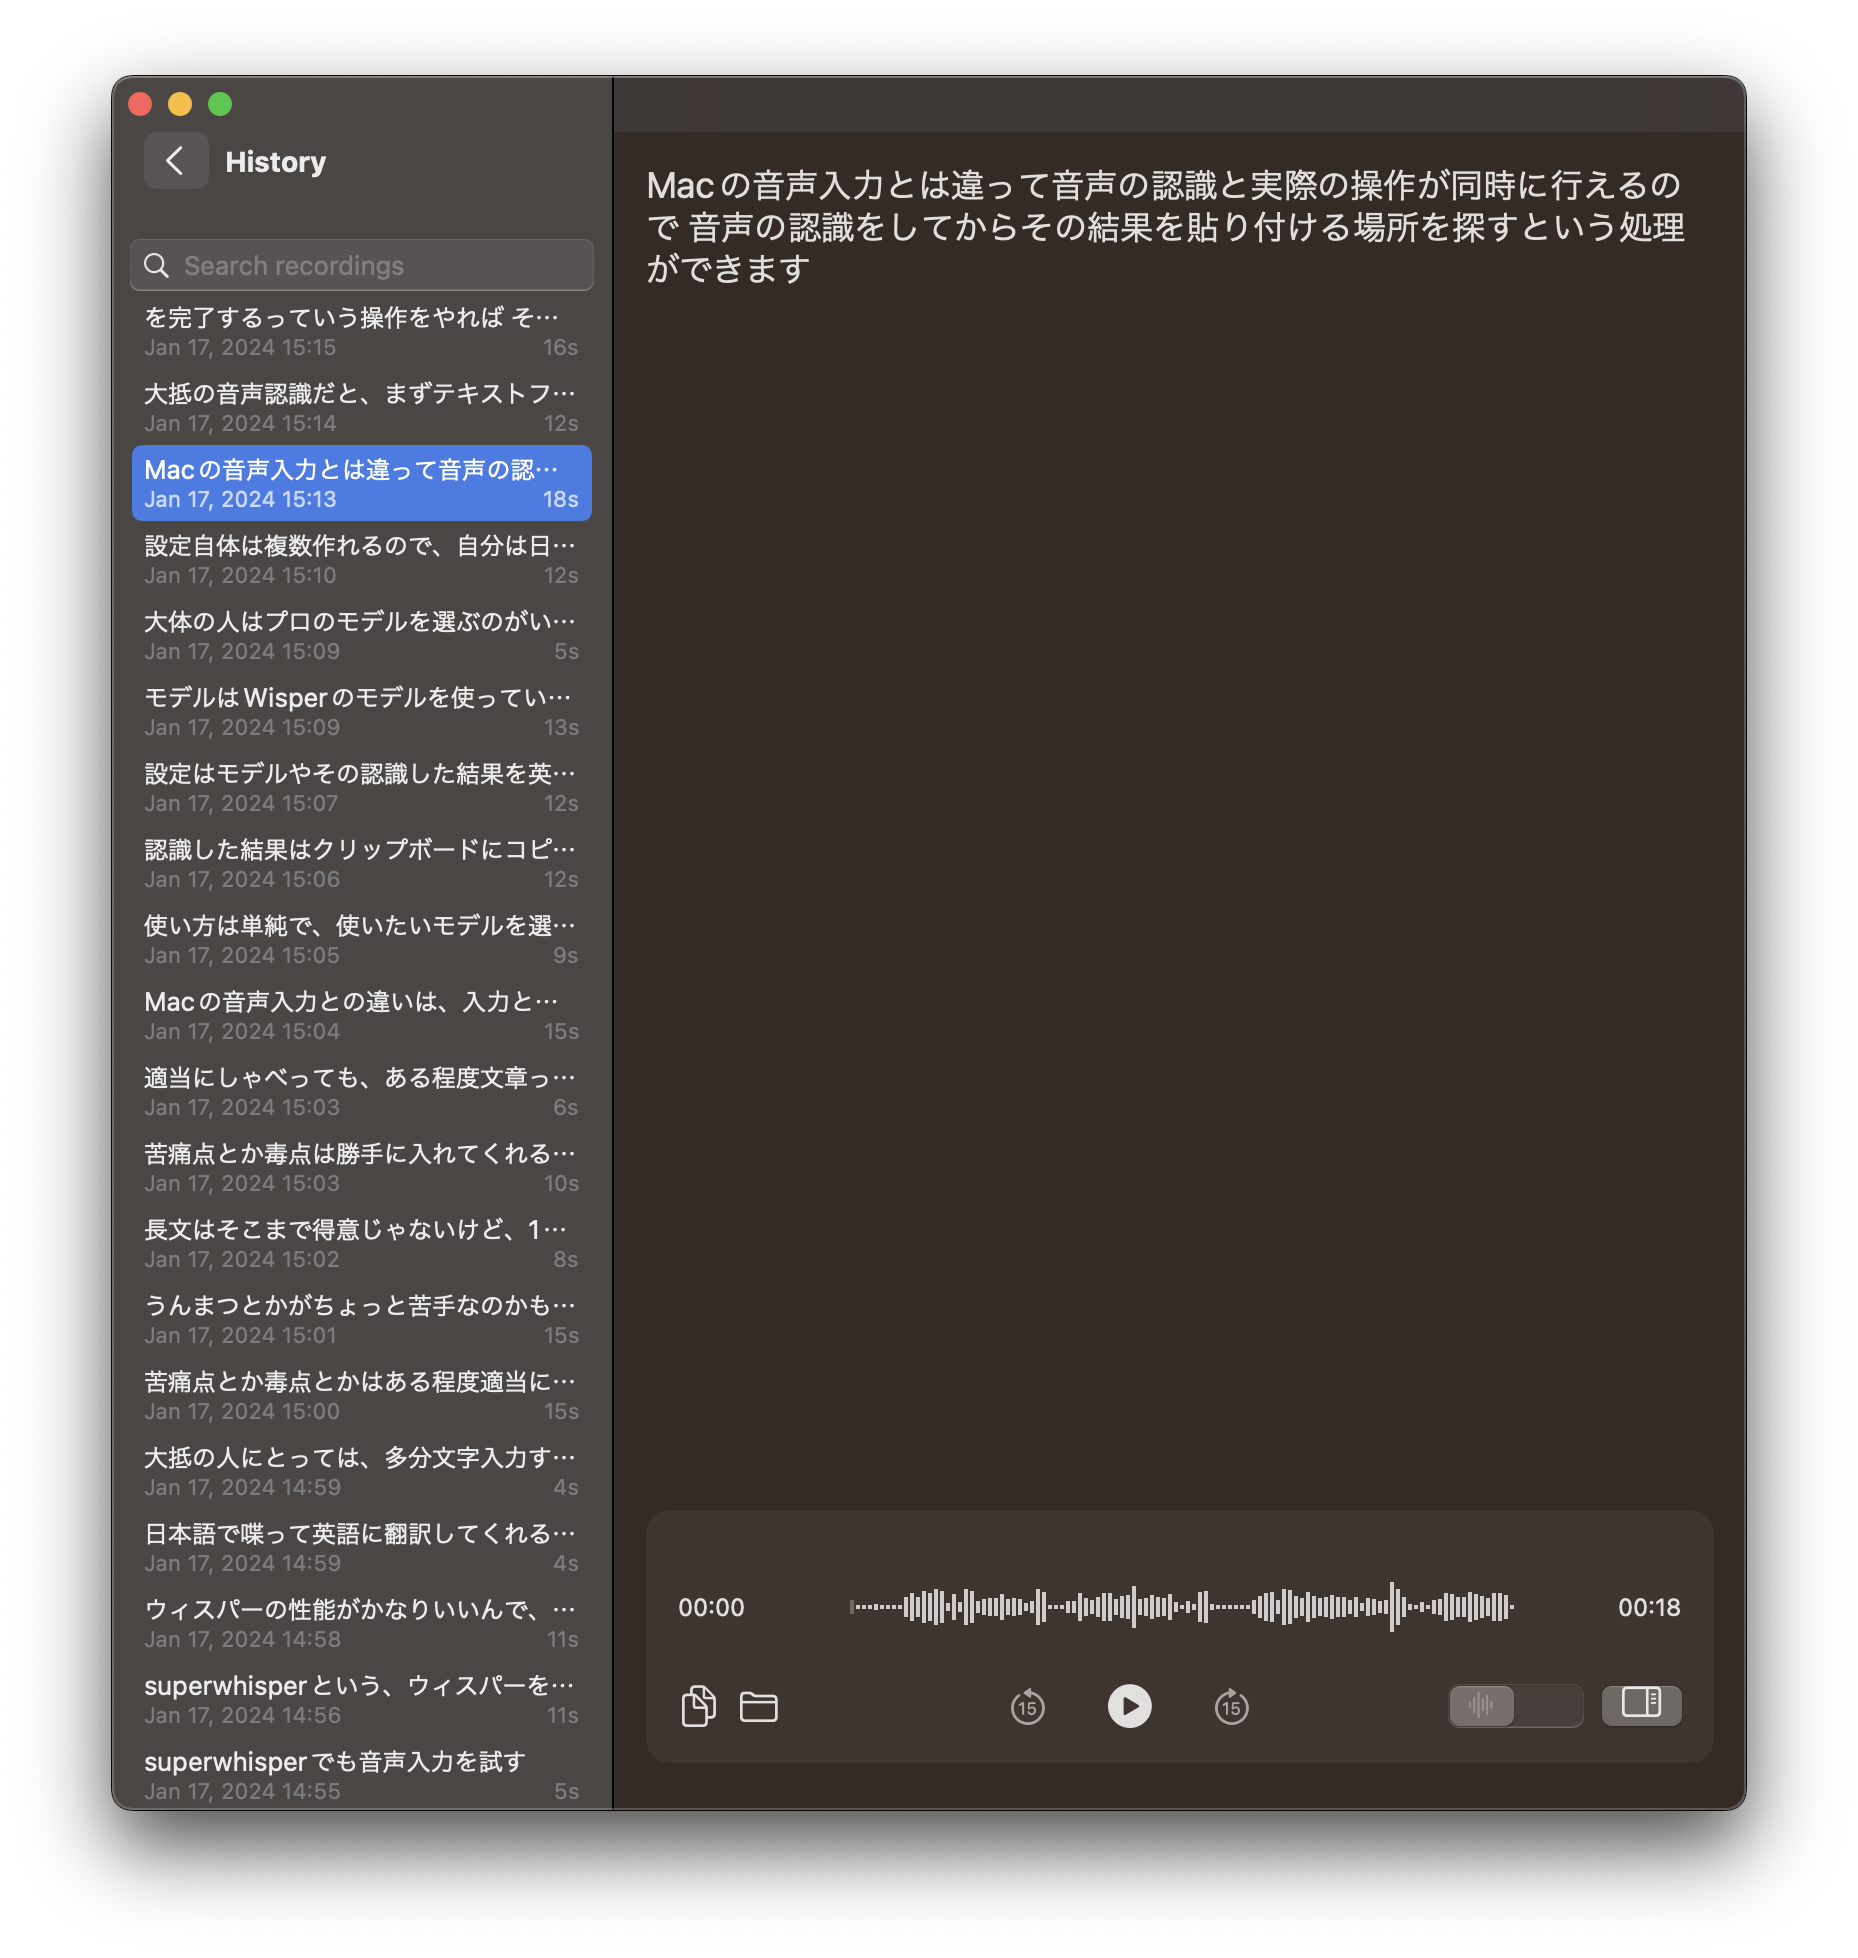 History
Search recordings
を完了するっていう操作をやれば そ…
Jan 17, 2024 15:15 16s
大抵の音声認識だと、まずテキストフ…
Jan 17, 2024 15:14 12s
Macの音声入力とは違って音声の認…
Jan 17, 2024 15:13 18s
設定自体は複数作れるので、自分は日…
Jan 17, 2024 15:10 12s
大体の人はプロのモデルを選ぶのがい…
Jan 17, 2024 15:09 5s
モデルはWisperのモデルを使ってい…
Jan 17, 2024 15:09 13s
設定はモデルやその認識した結果を英…
Jan 17, 2024 15:07 12s
認識した結果はクリップボードにコピ…
Jan 17, 2024 15:06 12s
使い方は単純で、使いたいモデルを選…
Jan 17, 2024 15:05 9s
Macの音声入力との違いは、入力と…
Jan 17, 2024 15:04 15s
適当にしゃべっても、ある程度文章っ…
Jan 17, 2024 15:03 6s
苦痛点とか毒点は勝手に入れてくれる…
Jan 17, 2024 15:03 10s
長文はそこまで得意じゃないけど、1…
Jan 17, 2024 15:02 8s
うんまつとかがちょっと苦手なのかも…
Jan 17, 2024 15:01 15s
苦痛点とか毒点とかはある程度適当に…
Jan 17, 2024 15:00 15s
大抵の人にとっては、多分文字入力す…
Jan 17, 2024 14:59 4s
日本語で喋って英語に翻訳してくれる…
Jan 17, 2024 14:59 4s
ウィスパーの性能がかなりいいんで、…
Jan 17, 2024 14:58 11s
superwhisperという、ウィスパーを…
Jan 17, 2024 14:56 11s
superwhisperでも音声入力を試す
Jan 17, 2024 14:55 5s
Macの音声入力とは違って音声の認識と実際の操作が同時に行えるの
で 音声の認識をしてからその結果を貼り付ける場所を探すという処理
ができます
00:00 00:18
15 15